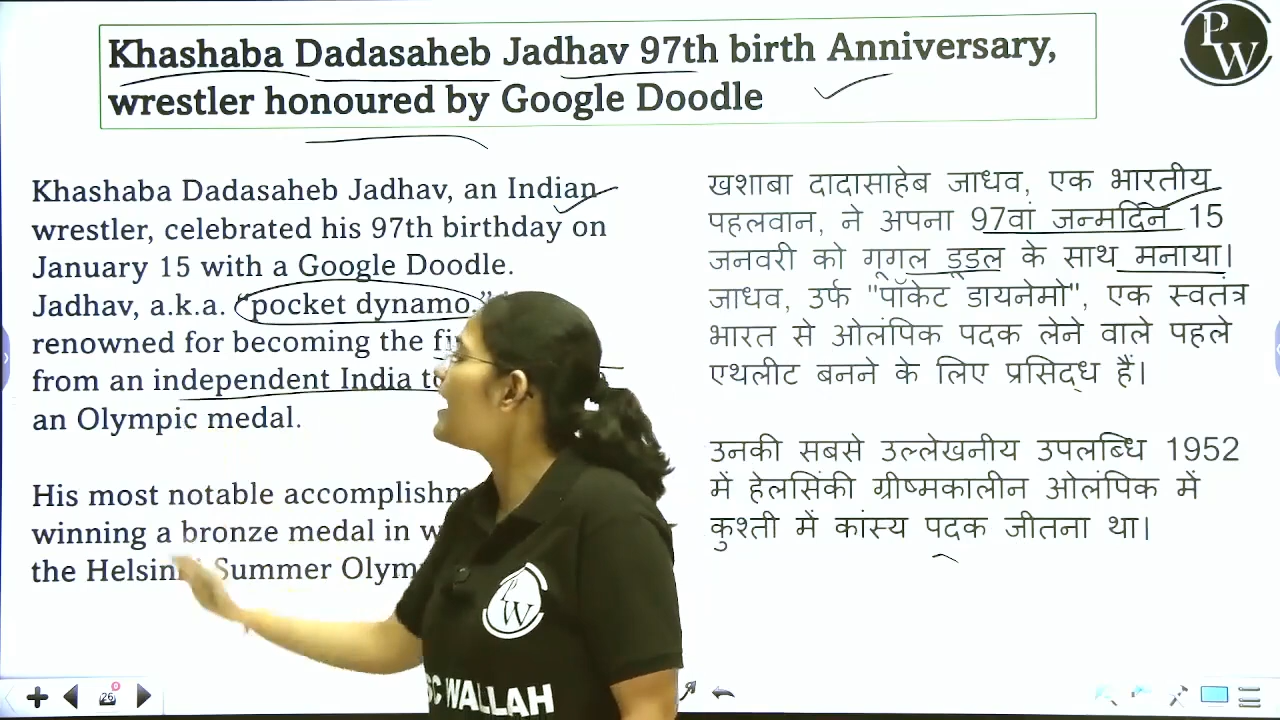 Khashaba Dadasaheb Jadhav 97th birth Anniversary,
wrestler honoured by Google Doodle
PW
Khashaba Dadasaheb Jadhav, an Indian
wrestler, celebrated his 97th birthday on
January 15 with a Google Doodle.
Jadhav, a.k.a. “pocket dynamo.”
renowned for becoming the
from an independent India
an Olympic medal.
His most notable
winning a bronze medal in
the Summer
खशाबा दादासाहेब जाधव, एक भारतीय
पहलवान, ने अपना 97वां जन्मदिन 15
जनवरी को गूगल डूडल के साथ मनाया।
जाधव, उर्फ "पॉकेट डायनेमो", एक स्वतंत्र
भारत से ओलंपिक पदक लेने वाले पहले
एथलीट बनने के लिए प्रसिद्ध हैं।
उनकी सबसे उल्लेखनीय उपलब्धि 1952
में हेलसिंकी ग्रीष्मकालीन ओलंपिक में
कुश्ती में कांस्य पदक जीतना था।
PW
WALLAH
26